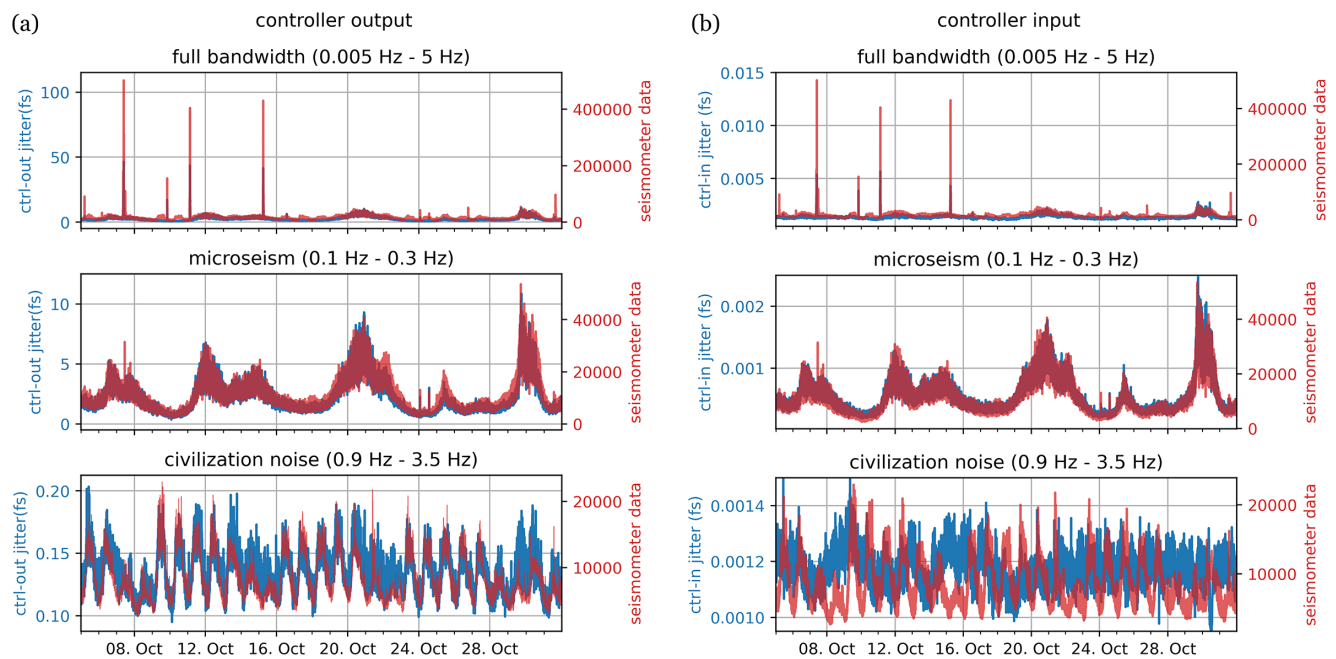 (a)
controller output
full bandwidth (0.005 Hz - 5 Hz)
ctrl-out jitter(fs)
100
50
0
400000
200000
0
seismometer data
microseism (0.1 Hz - 0.3 Hz)
ctrl-out jitter(fs)
10
5
0
40000
20000
0
seismometer data
civilization noise (0.9 Hz - 3.5 Hz)
ctrl-out jitter(fs)
0.20
0.15
0.10
20000
10000
seismometer data
08. Oct 12. Oct 16. Oct 20. Oct 24. Oct 28. Oct
(b)
controller input
full bandwidth (0.005 Hz - 5 Hz)
ctrl-in jitter (fs)
0.015
0.010
0.005
400000
200000
0
seismometer data
microseism (0.1 Hz - 0.3 Hz)
ctrl-in jitter (fs)
0.002
0.001
40000
20000
0
seismometer data
civilization noise (0.9 Hz - 3.5 Hz)
ctrl-in jitter (fs)
0.0014
0.0012
0.0010
20000
10000
seismometer data
08. Oct 12. Oct 16. Oct 20. Oct 24. Oct 28. Oct